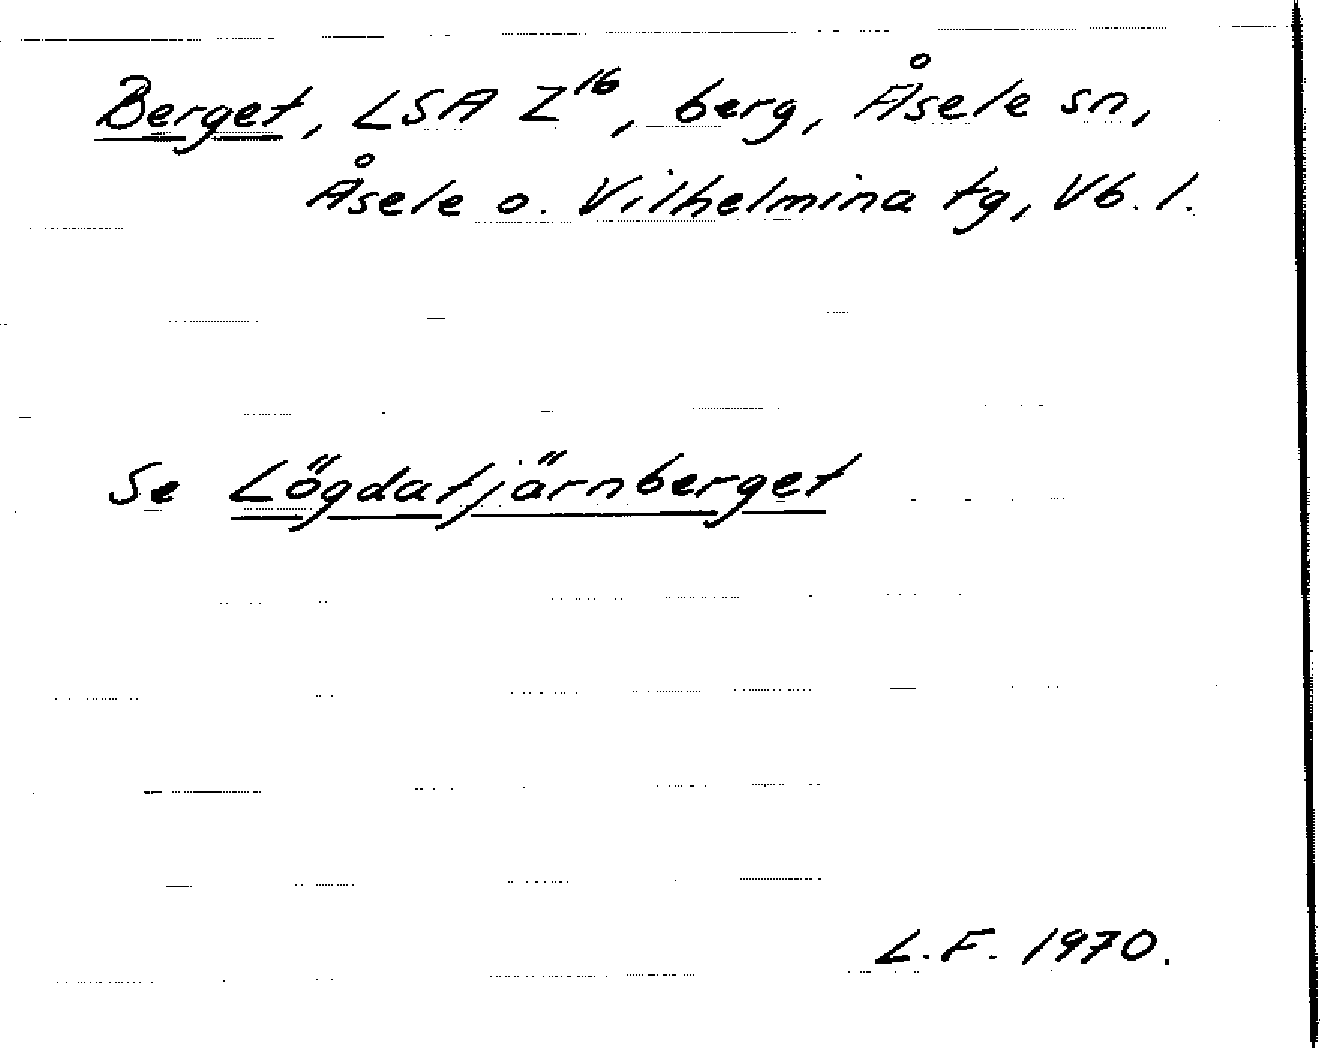 Berget, LSA Z¹⁶, berg, Åsele sn,
Åsele o. Vilhelmina tg, Vb. l.
Se Lögdatjärnberget
L.F. 1970.